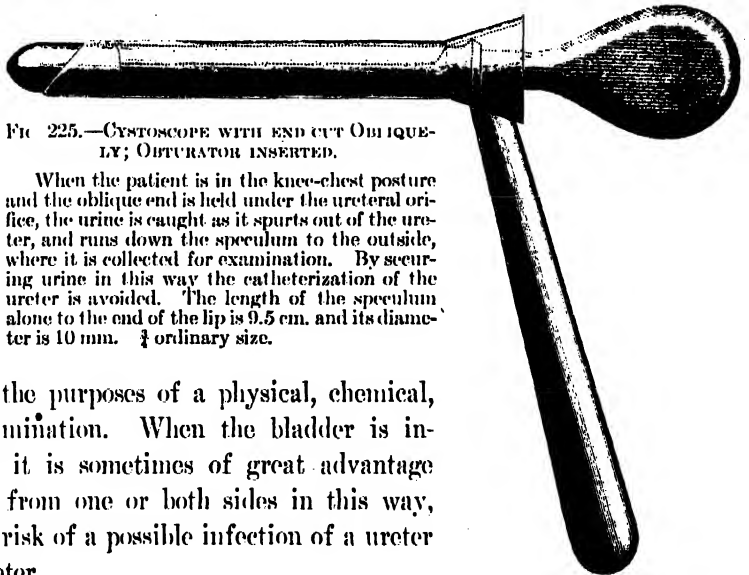 FIG 225.—CYSTOSCOPE WITH END CUT OBLIQUE-
LY; OBTURATOR INSERTED.
When the patient is in the knee-chest posture
and the oblique end is held under the ureteral ori-
fice, the urine is caught as it spurts out of the ure-
ter, and runs down the speculum to the outside,
where it is collected for examination. By secur-
ing urine in this way the catheterization of the
ureter is avoided. The length of the speculum
alone to the end of the lip is 9.5 cm. and its diame-
ter is 10 mm. ordinary size.
the purposes of a physical, chemical,
mination. When the bladder is in-
it is sometimes of great advantage
from one or both sides in this way,
risk of a possible infection of a ureter